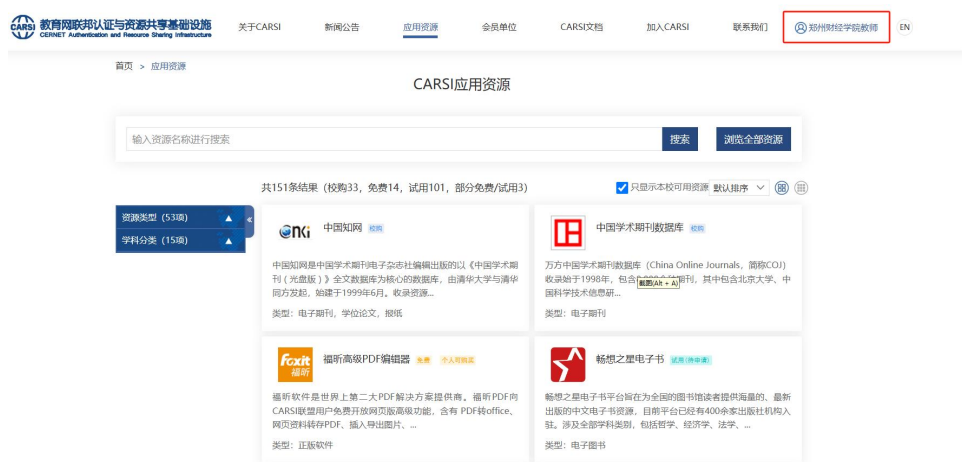 CARSI 教育网联邦认证与资源共享基础设施
CERNET Authentication and Resource Sharing Infrastructure
关于CARSI 新闻公告 应用资源 会员单位 CARSI文档 加入CARSI 联系我们 郑州财经学院教师 EN
首页 > 应用资源
CARSI应用资源
输入资源名称进行搜索 搜索 浏览全部资源
共151条结果（校购33，免费14，试用101，部分免费/试用3） 只显示本校可用资源 默认排序
资源类型（53项）
学科分类（15项）
cnki 中国知网 校购
中国知网是中国学术期刊电子杂志社编辑出版的以《中国学术期
刊（光盘版）》全文数据库为核心的数据库，由清华大学与清华
同方发起，始建于1999年6月。收录资源...
类型：电子期刊，学位论文，报纸
中国学术期刊数据库 校购
万方中国学术期刊数据库（China Online Journals，简称COJ）
收录始于1998年，包含 期刊，其中包含北京大学、中
截图(Alt + A)
国科学技术信息研...
类型：电子期刊
Foxit 福昕 福昕高级PDF编辑器 免费 个人可购买
福昕软件是世界上第二大PDF解决方案提供商。福昕PDF向
CARSI联盟用户免费开放网页版高级功能，含有 PDF转office、
网页资料转存PDF、插入导出图片、...
类型：正版软件
畅想之星电子书 试用(需申请)
畅想之星电子书平台旨在为全国的图书馆读者提供海量的、最新
出版的中文电子书资源，目前平台已经有400余家出版社机构入
驻。涉及全部学科类别，包括哲学、经济学、法学、...
类型：电子图书